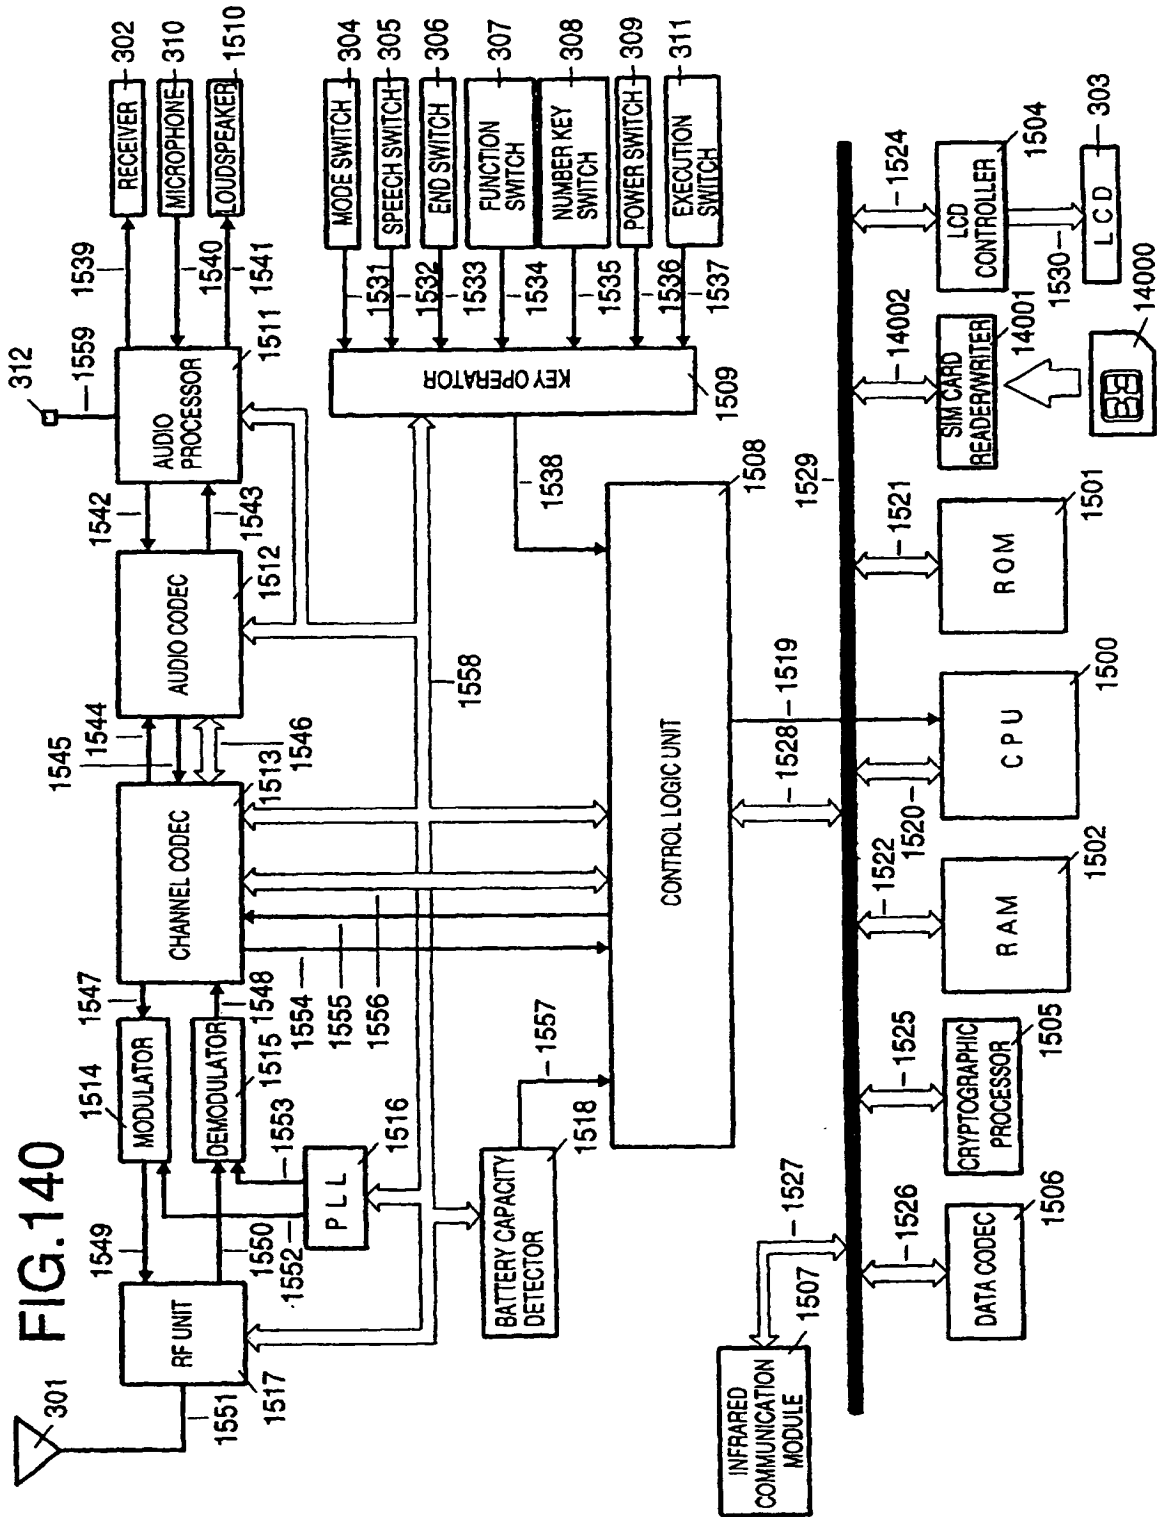 FIG.140
301
1551
RF UNIT
1517
1549
1550
1552
1553
1514
MODULATOR
DEMODULATOR
1515
PLL
1516
1547
1548
CHANNEL CODEC
1513
1545
1544
1546
AUDIO CODEC
1512
1542
1543
AUDIO
PROCESSOR
1511
312
1559
1539
1540
1541
RECEIVER
302
MICROPHONE
310
LOUDSPEAKER
1510
1554
1555
1556
1558
BATTERY CAPACITY
DETECTOR
1518
1557
KEY OPERATOR
1509
1538
1531
1532
1533
1534
1535
1536
1537
MODE SWITCH
304
SPEECH SWITCH
305
END SWITCH
306
FUNCTION
SWITCH
307
NUMBER KEY
SWITCH
308
POWER SWITCH
309
EXECUTION
SWITCH
311
CONTROL LOGIC UNIT
1508
INFRARED
COMMUNICATION
MODULE
1507
1527
1528
1519
1529
1526
1525
1522
1520
1521
14002
1524
DATA CODEC
1506
CRYPTOGRAPHIC
PROCESSOR
1505
RAM
1502
CPU
1500
ROM
1501
SIM CARD
READER/WRITER
14001
LCD
CONTROLLER
1504
1530
LCD
303
14000